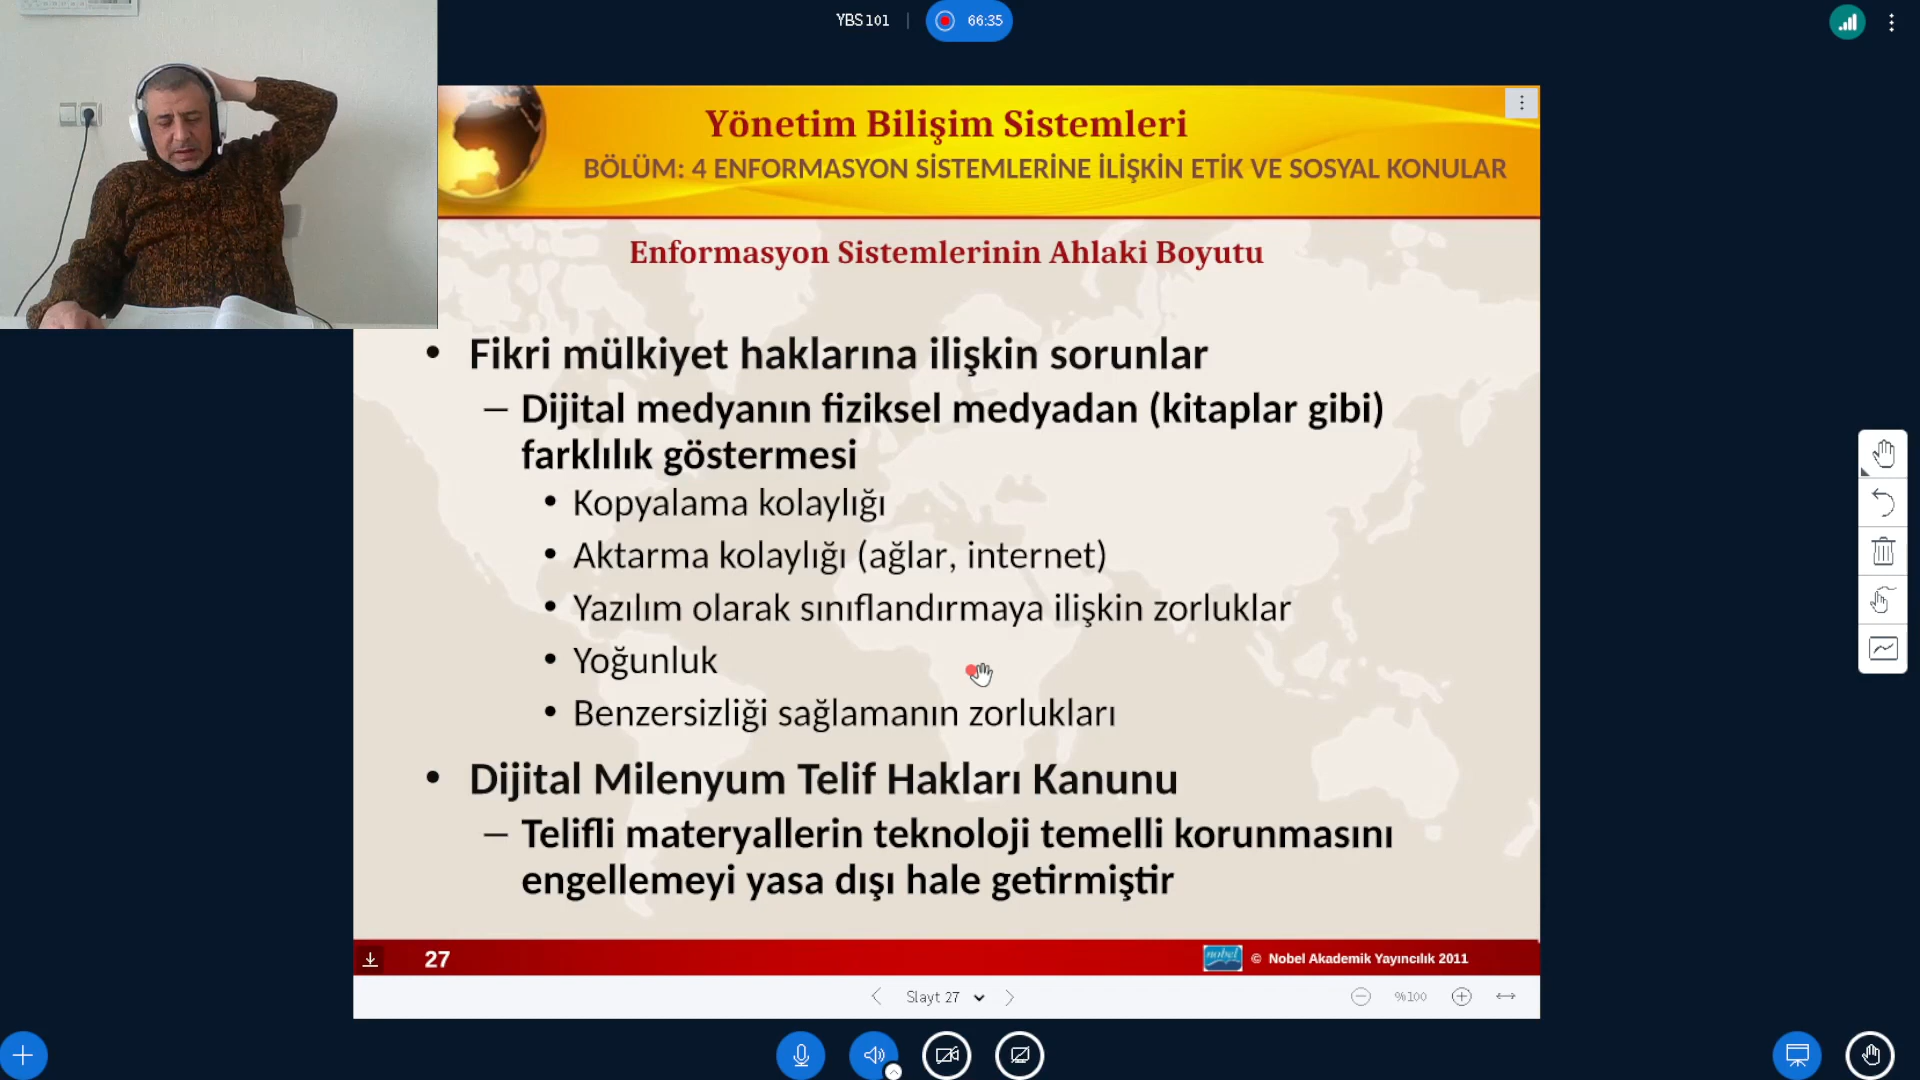 YBS 101
66:35
Yönetim Bilişim Sistemleri
BÖLÜM: 4 ENFORMASYON SİSTEMLERİNE İLİŞKİN ETİK VE SOSYAL KONULAR
Enformasyon Sistemlerinin Ahlaki Boyutu
• Fikri mülkiyet haklarına ilişkin sorunlar
– Dijital medyanın fiziksel medyadan (kitaplar gibi)
farklılık göstermesi
• Kopyalama kolaylığı
• Aktarma kolaylığı (ağlar, internet)
• Yazılım olarak sınıflandırmaya ilişkin zorluklar
• Yoğunluk
• Benzersizliği sağlamanın zorlukları
• Dijital Milenyum Telif Hakları Kanunu
– Telifli materyallerin teknoloji temelli korunmasını
engellemeyi yasa dışı hale getirmiştir
27
nobel © Nobel Akademik Yayıncılık 2011
Slayt 27
%100